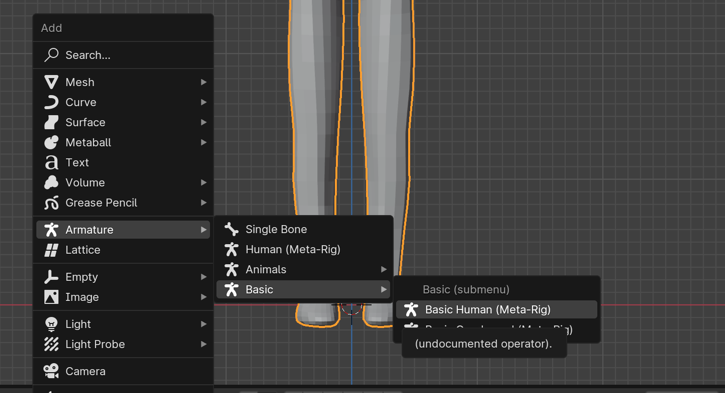 Add
Search...
Mesh
Curve
Surface
Metaball
Text
Volume
Grease Pencil
Armature
Lattice
Empty
Image
Light
Light Probe
Camera
Single Bone
Human (Meta-Rig)
Animals
Basic
Basic (submenu)
Basic Human (Meta-Rig)
(undocumented operator).